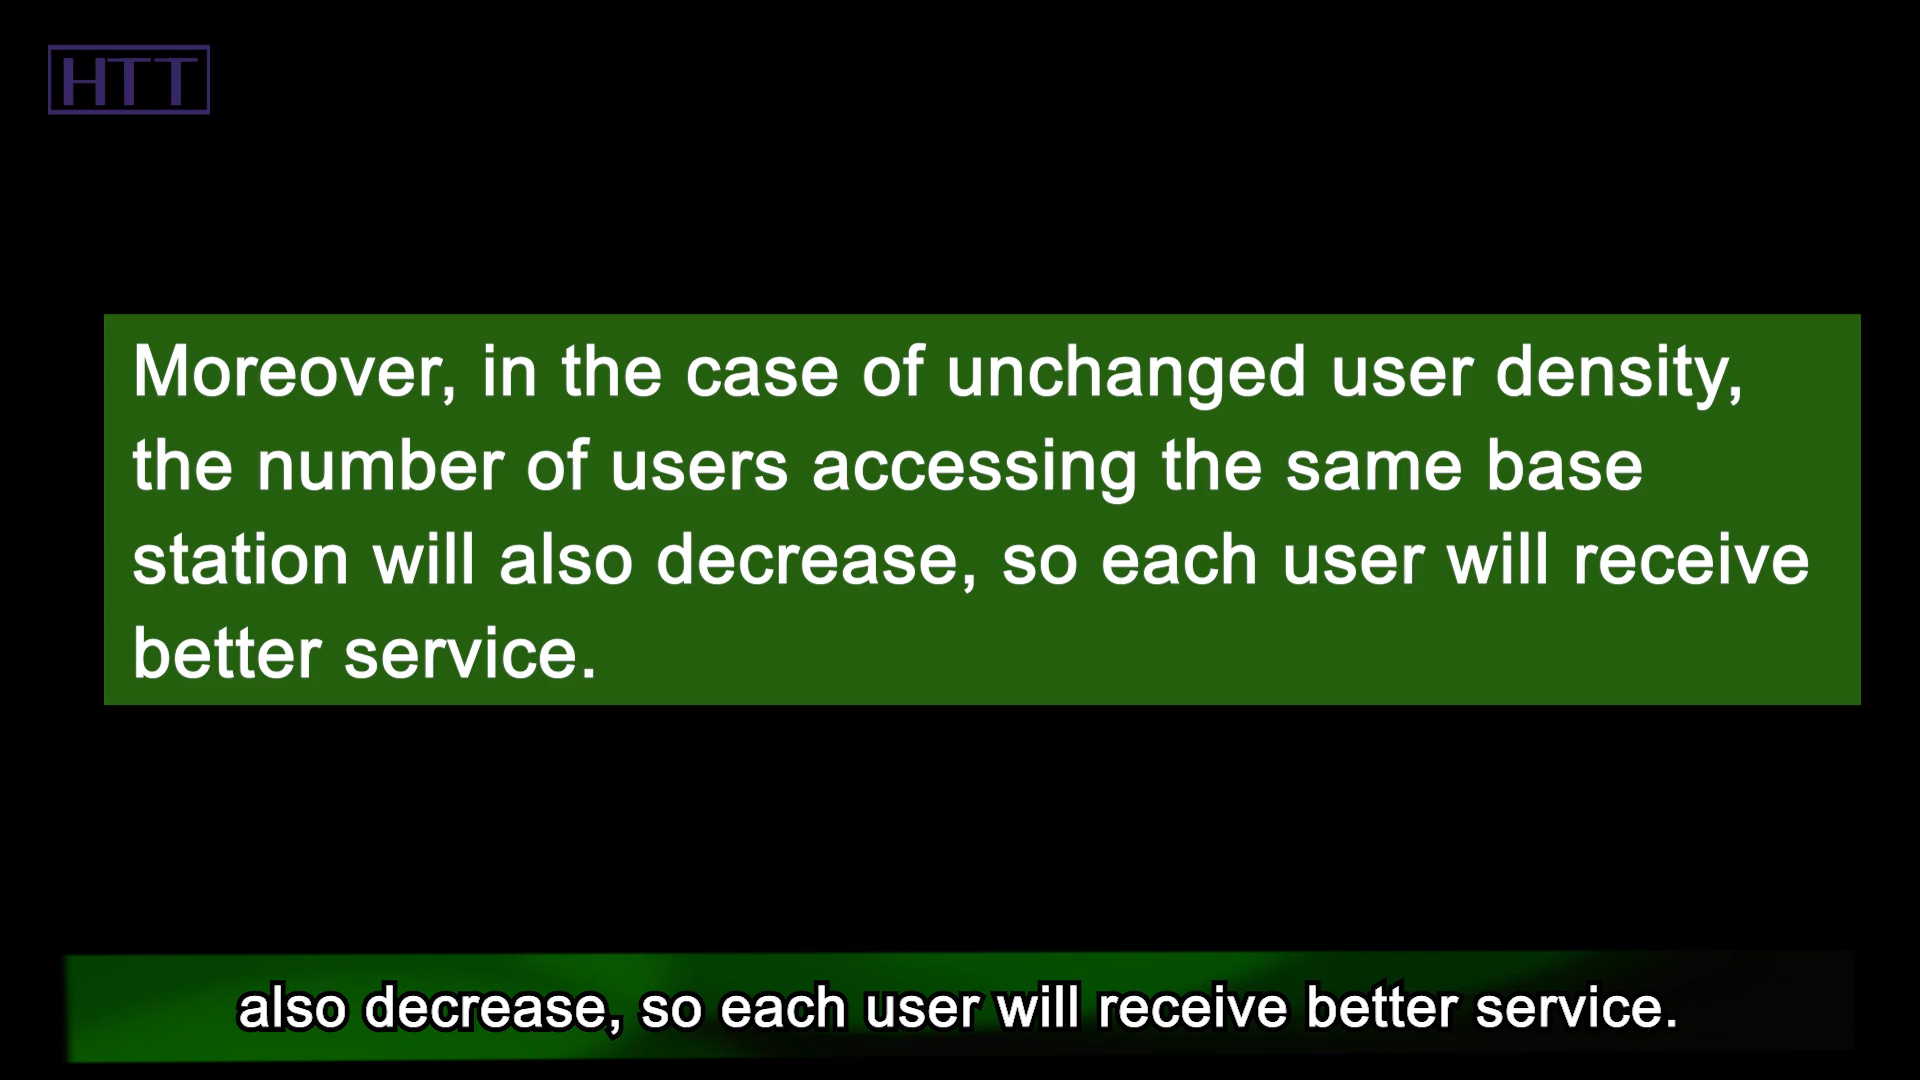 HTT
Moreover, in the case of unchanged user density,
the number of users accessing the same base
station will also decrease, so each user will receive
better service.
also decrease, so each user will receive better service.